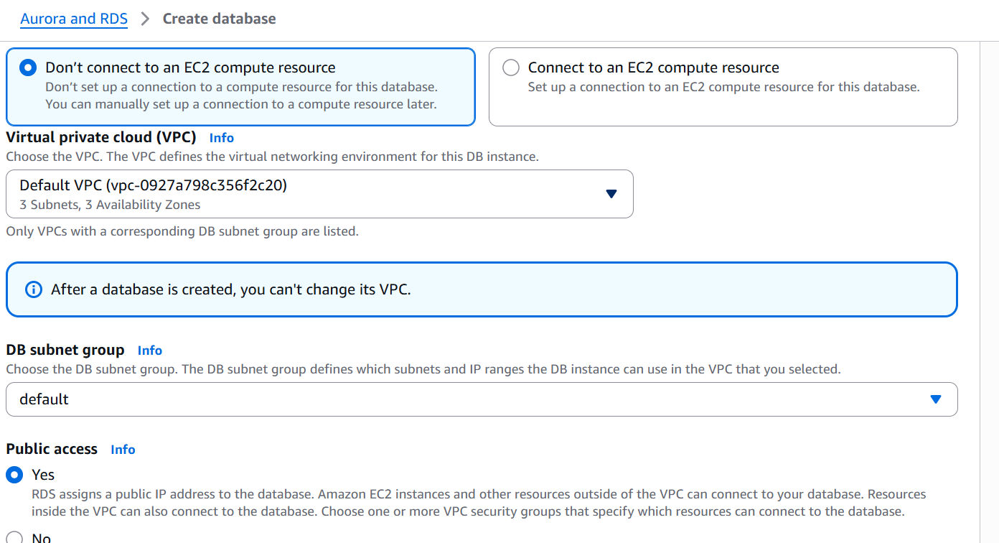 Aurora and RDS > Create database
Don’t connect to an EC2 compute resource
Don’t set up a connection to a compute resource for this database.
You can manually set up a connection to a compute resource later.
Connect to an EC2 compute resource
Set up a connection to an EC2 compute resource for this database.
Virtual private cloud (VPC) Info
Choose the VPC. The VPC defines the virtual networking environment for this DB instance.
Default VPC (vpc-0927a798c356f2c20)
3 Subnets, 3 Availability Zones
Only VPCs with a corresponding DB subnet group are listed.
After a database is created, you can't change its VPC.
DB subnet group Info
Choose the DB subnet group. The DB subnet group defines which subnets and IP ranges the DB instance can use in the VPC that you selected.
default
Public access Info
Yes
RDS assigns a public IP address to the database. Amazon EC2 instances and other resources outside of the VPC can connect to your database. Resources
inside the VPC can also connect to the database. Choose one or more VPC security groups that specify which resources can connect to the database.
No